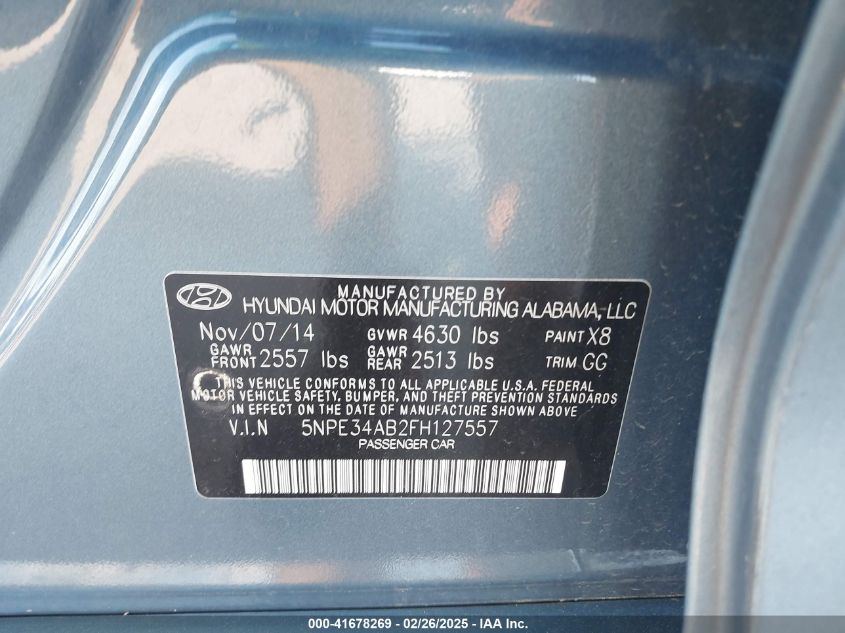 MANUFACTURED BY
HYUNDAI MOTOR MANUFACTURING ALABAMA, LLC
Nov/07/14 GVWR 4630 lbs PAINT X8
GAWR FRONT 2557 lbs GAWR REAR 2513 lbs TRIM GG
THIS VEHICLE CONFORMS TO ALL APPLICABLE U.S.A. FEDERAL
MOTOR VEHICLE SAFETY, BUMPER, AND THEFT PREVENTION STANDARDS
IN EFFECT ON THE DATE OF MANUFACTURE SHOWN ABOVE
V.I.N 5NPE34AB2FH127557
PASSENGER CAR
000-41678269 - 02/26/2025 - IAA Inc.